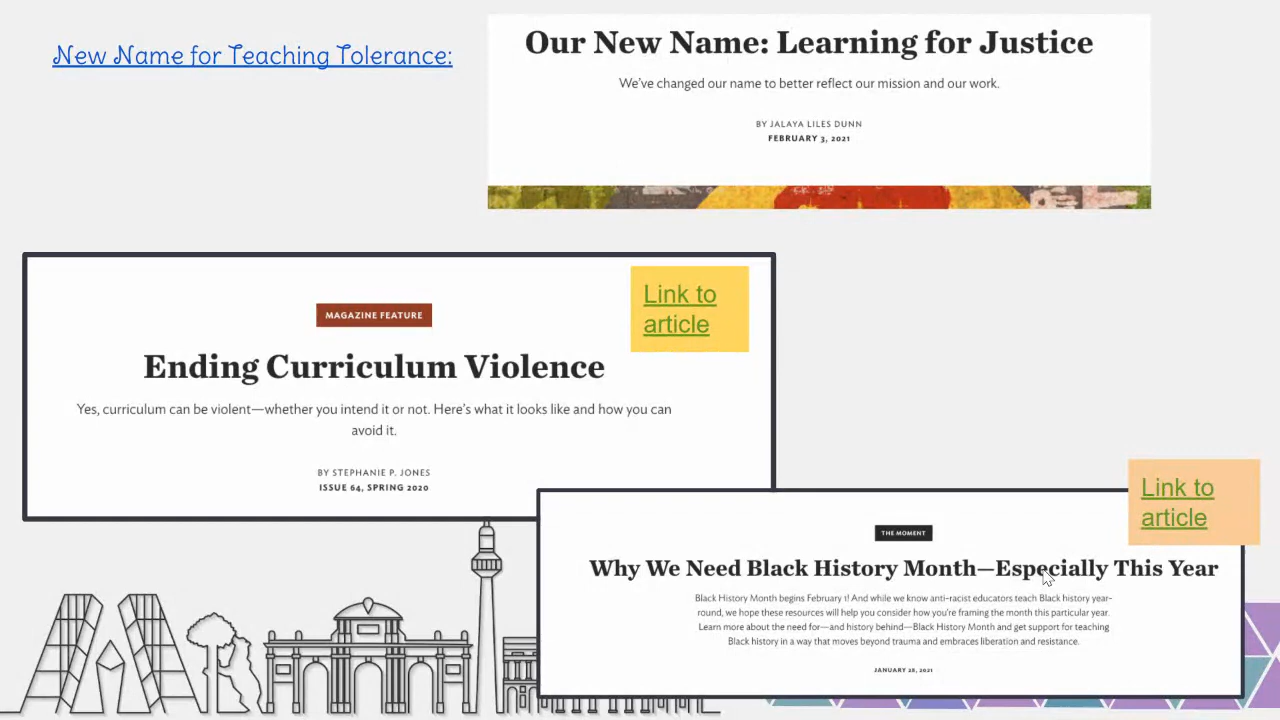 New Name for Teaching Tolerance:
Our New Name: Learning for Justice
We've changed our name to better reflect our mission and our work.
BY JALAYA LILES DUNN
FEBRUARY 3, 2021
Link to
article
MAGAZINE FEATURE
Ending Curriculum Violence
Yes, curriculum can be violent—whether you intend it or not. Here's what it looks like and how you can
avoid it.
BY STEPHANIE P. JONES
ISSUE 64, SPRING 2020
Link to
article
THE MOMENT
Why We Need Black History Month—Especially This Year
Black History Month begins February 1! And while we know anti-racist educators teach Black history year-
round, we hope these resources will help you consider how you're framing the month this particular year.
Learn more about the need for—and history behind—Black History Month and get support for teaching
Black history in a way that moves beyond trauma and embraces liberation and resistance.
JANUARY 28, 2021